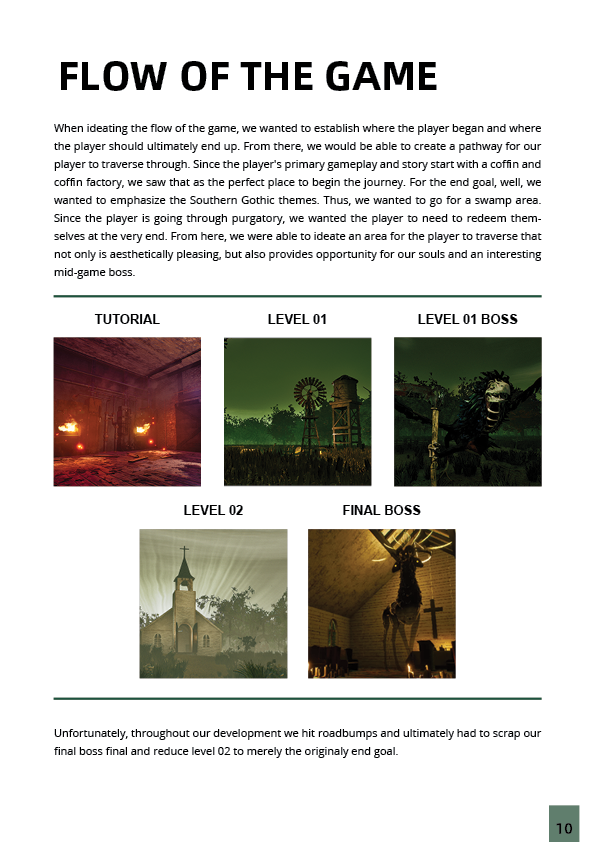 FLOW OF THE GAME
When ideating the flow of the game, we wanted to establish where the player began and where
the player should ultimately end up. From there, we would be able to create a pathway for our
player to traverse through. Since the player's primary gameplay and story start with a coffin and
coffin factory, we saw that as the perfect place to begin the journey. For the end goal, well, we
wanted to emphasize the Southern Gothic themes. Thus, we wanted to go for a swamp area.
Since the player is going through purgatory, we wanted the player to need to redeem them-
selves at the very end. From here, we were able to ideate an area for the player to traverse that
not only is aesthetically pleasing, but also provides opportunity for our souls and an interesting
mid-game boss.
TUTORIAL
LEVEL 01
LEVEL 01 BOSS
LEVEL 02
FINAL BOSS
Unfortunately, throughout our development we hit roadbumps and ultimately had to scrap our
final boss final and reduce level 02 to merely the originaly end goal.
10